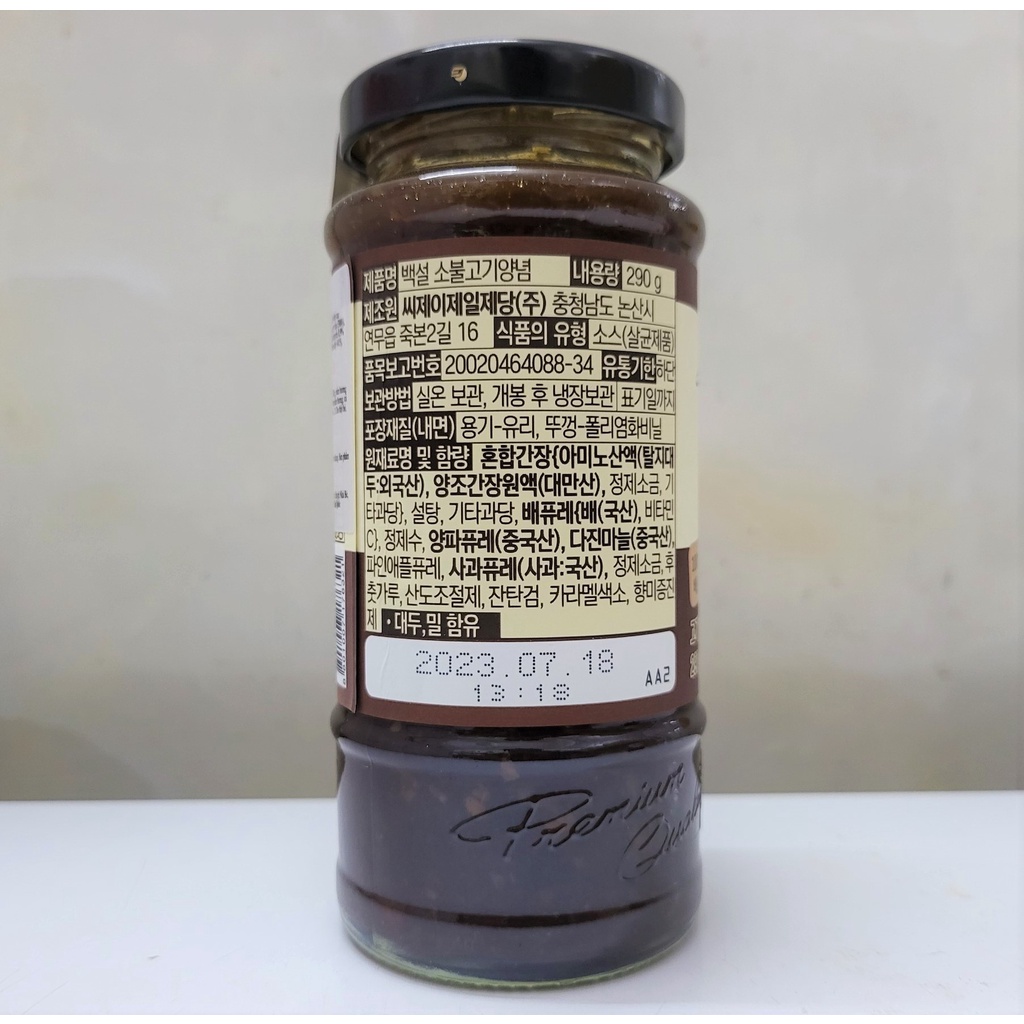 제품명 백설 소불고기양념 내용량 290 g
제조원 씨제이제일제당(주) 충청남도 논산시
연무읍 죽본2길 16 식품의 유형 소스(살균제품)
품목보고번호 20020464088-34 유통기한 하단
보관방법 실온 보관, 개봉 후 냉장보관 표기일까지
포장재질(내면) 용기-유리, 뚜껑-폴리염화비닐
원재료명 및 함량 혼합간장{아미노산액(탈지대
두:외국산), 양조간장원액(대만산), 정제소금, 기
타과당}, 설탕, 기타과당, 배퓨레{배(국산), 비타민
C}, 정제수, 양파퓨레(중국산), 다진마늘(중국산),
파인애플퓨레, 사과퓨레(사과:국산), 정제소금, 후
춧가루, 산도조절제, 잔탄검, 카라멜색소, 향미증진
제 • 대두, 밀 함유
2023.07.18
13:18 AA2
Premium